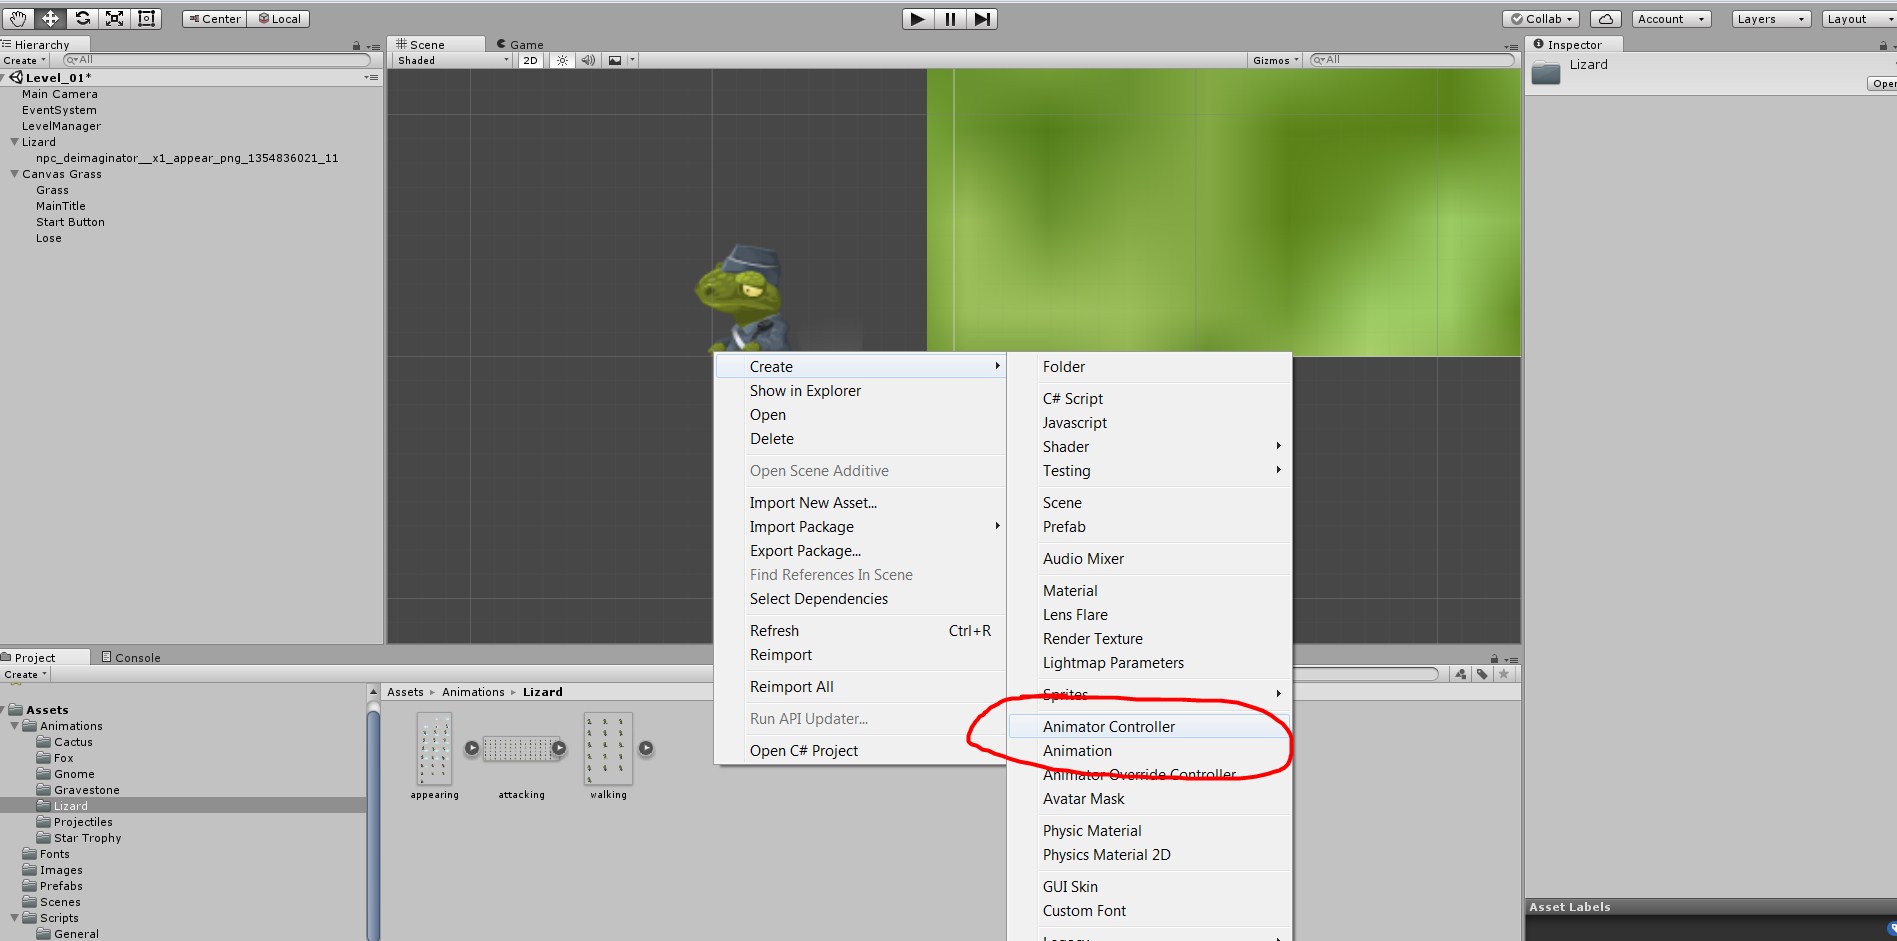 Center Local Collab Account Layers Layout
Hierarchy
Create All
Level_01*
Main Camera
EventSystem
LevelManager
Lizard
npc_deimaginator__x1_appear_png_1354836021_11
Canvas Grass
Grass
MainTitle
Start Button
Lose
Scene Game
Shaded 2D Gizmos All
Inspector
Lizard
Open
Create
Show in Explorer
Open
Delete
Open Scene Additive
Import New Asset...
Import Package
Export Package...
Find References In Scene
Select Dependencies
Refresh Ctrl+R
Reimport
Reimport All
Run API Updater...
Open C# Project
Folder
C# Script
Javascript
Shader
Testing
Scene
Prefab
Audio Mixer
Material
Lens Flare
Render Texture
Lightmap Parameters
Sprites
Animator Controller
Animation
Animator Override Controller
Avatar Mask
Physic Material
Physics Material 2D
GUI Skin
Custom Font
Legacy
Project Console
Create
Assets
Animations
Cactus
Fox
Gnome
Gravestone
Lizard
Projectiles
Star Trophy
Fonts
Images
Prefabs
Scenes
Scripts
General
Assets Animations Lizard
appearing attacking walking
Asset Labels